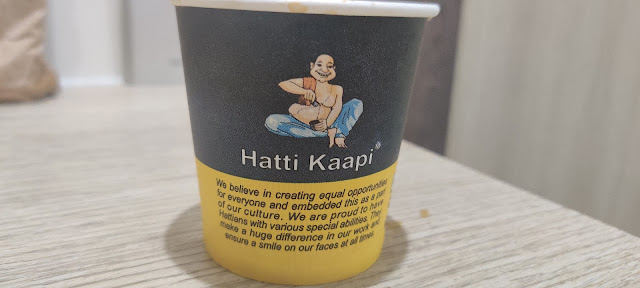 Hatti Kaapi®
We believe in creating equal opportunities
for everyone and embedded this as a part
of our culture. We are proud to have
Hattians with various special abilities. They
make a huge difference in our work and
ensure a smile on our faces at all times.